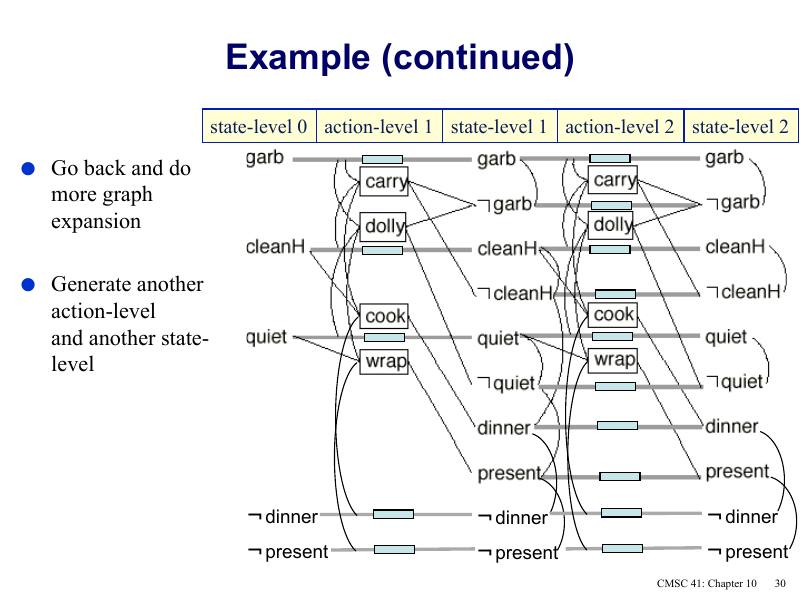 Example (continued)
state-level 0 action-level 1 state-level 1 action-level 2 state-level 2
Go back and do
more graph
expansion
Generate another
action-level
and another state-
level
garb garb garb
carry carry
¬garb ¬garb
dolly dolly
cleanH cleanH cleanH
¬cleanH ¬cleanH
cook cook
quiet quiet quiet
wrap wrap
¬quiet ¬quiet
dinner dinner
present present
¬ dinner ¬ dinner ¬ dinner
¬ present ¬ present ¬ present
CMSC 41: Chapter 10 30